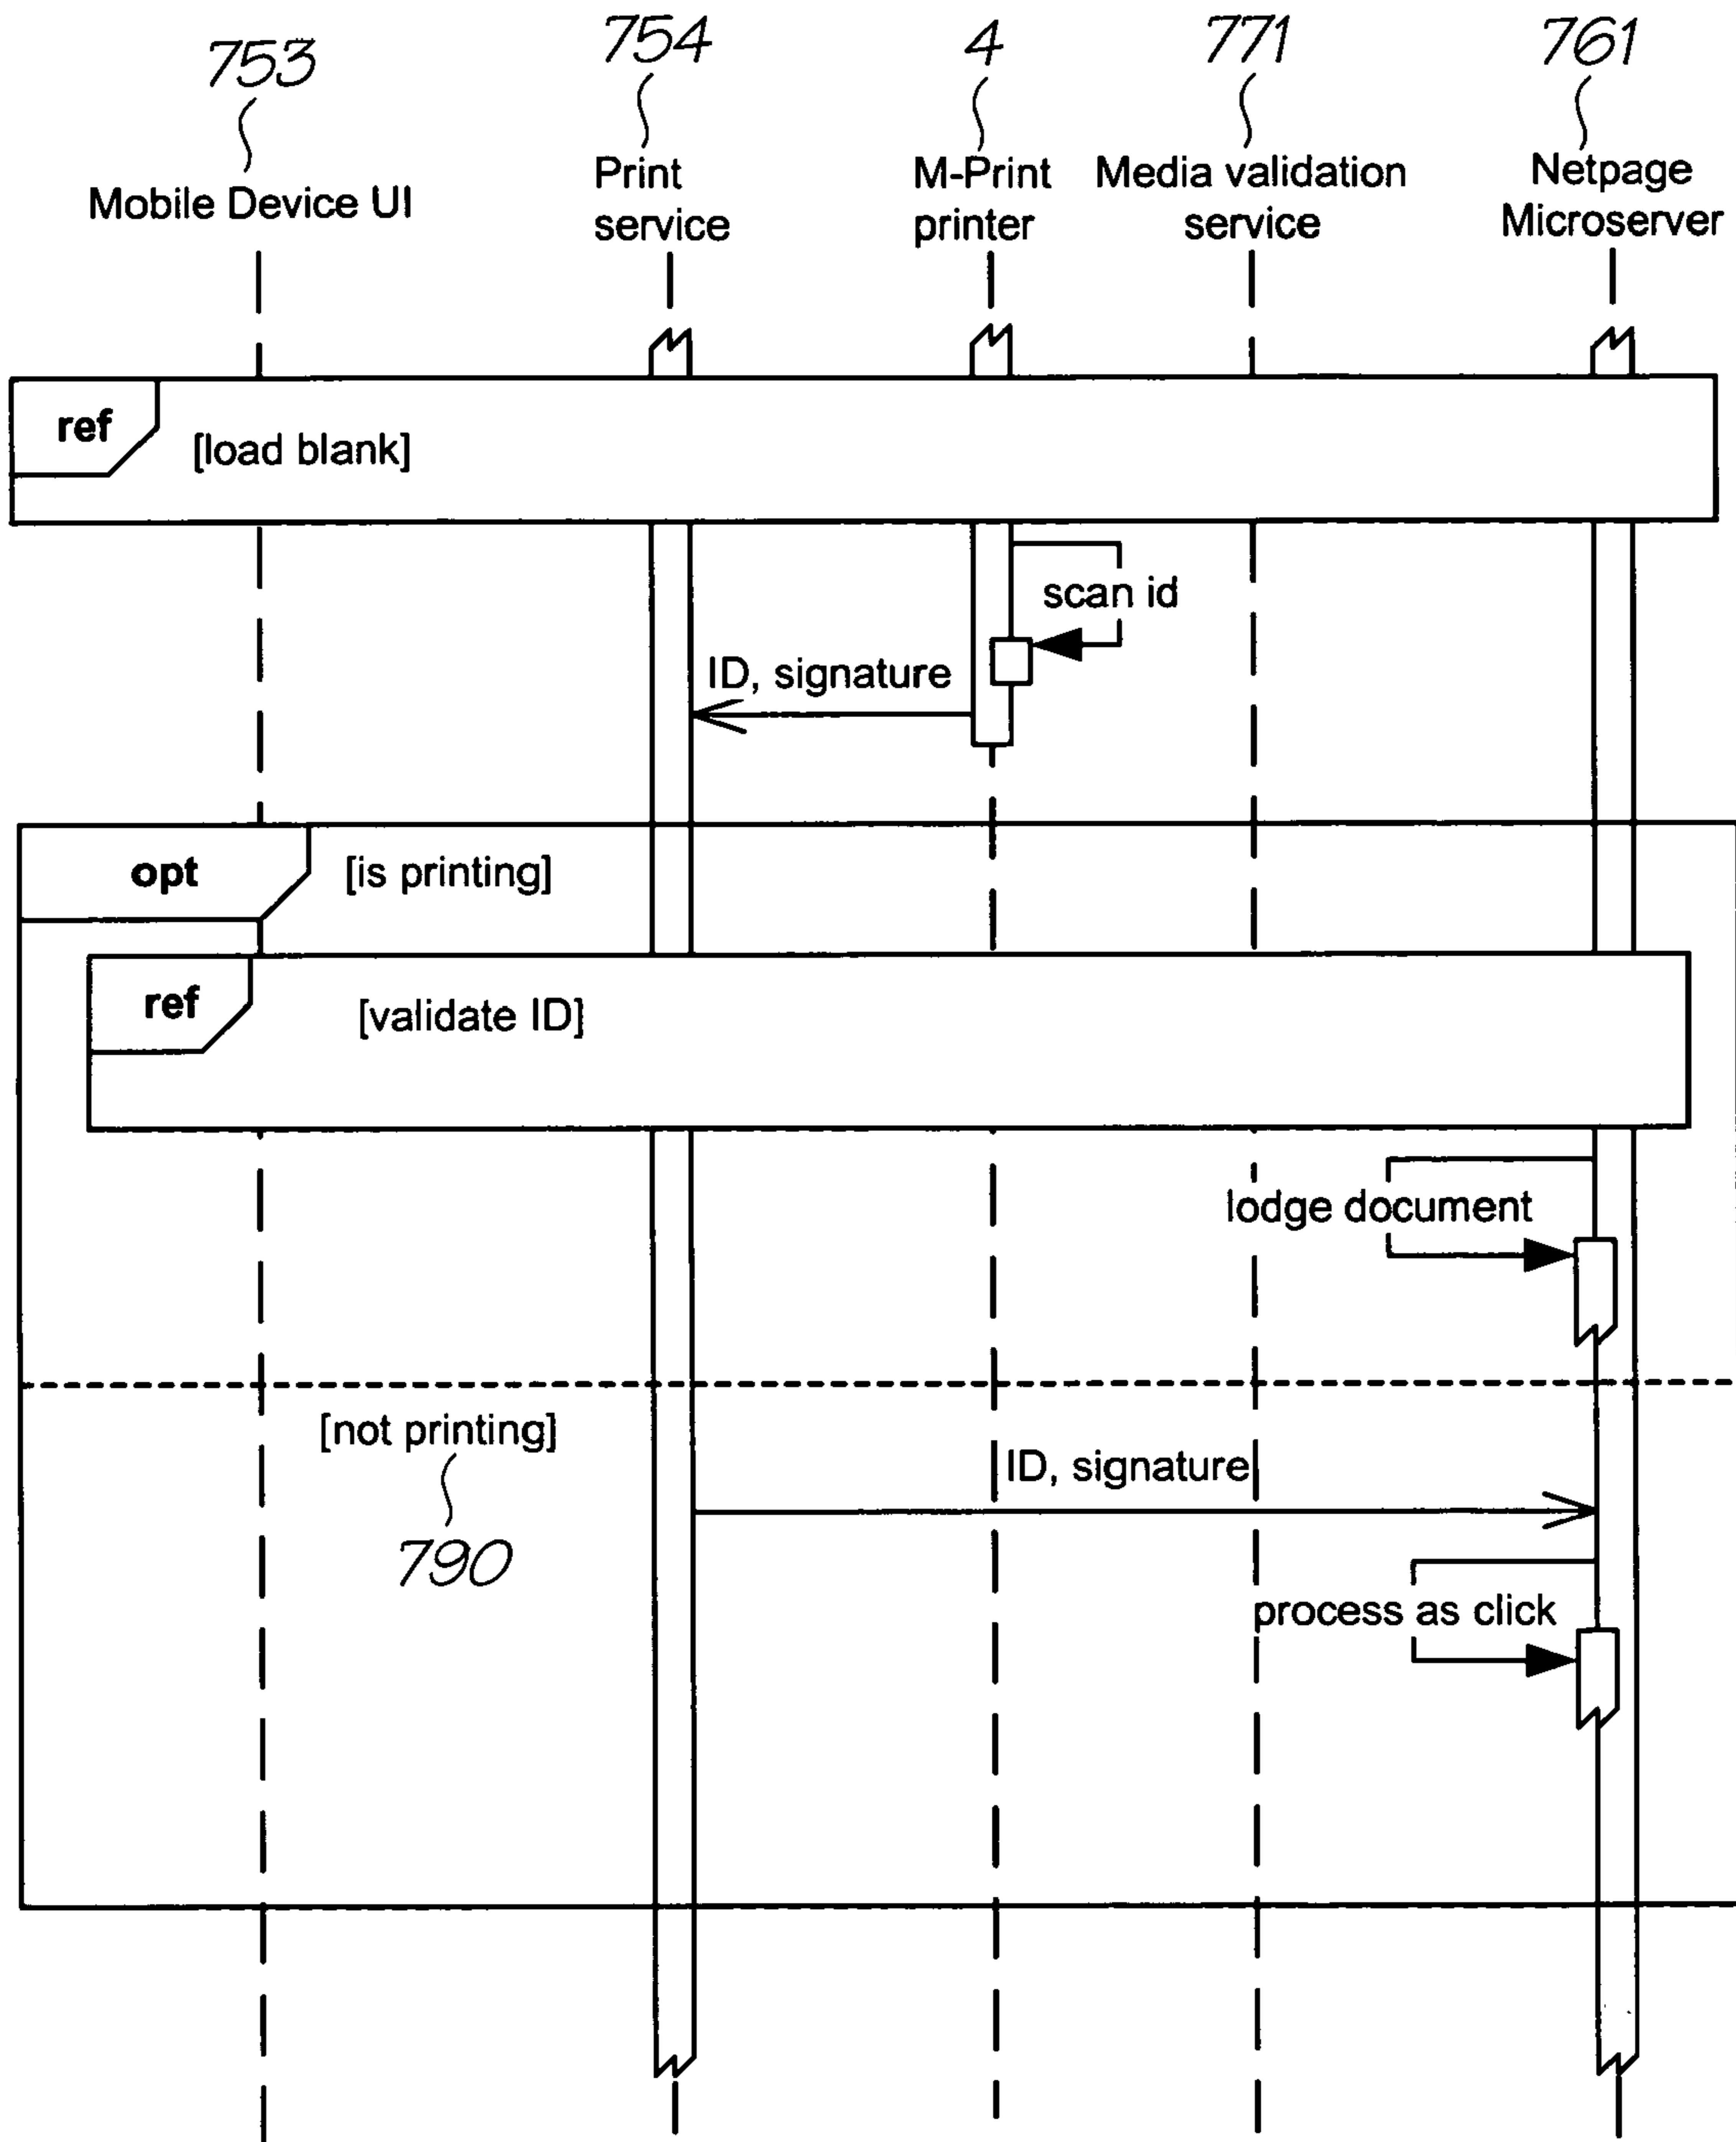 753
754
4
771
761
Mobile Device UI
Print
service
M-Print
printer
Media validation
service
Netpage
Microserver
ref
[load blank]
scan id
ID, signature
opt
[is printing]
ref
[validate ID]
lodge document
[not printing]
ID, signature
790
process as click